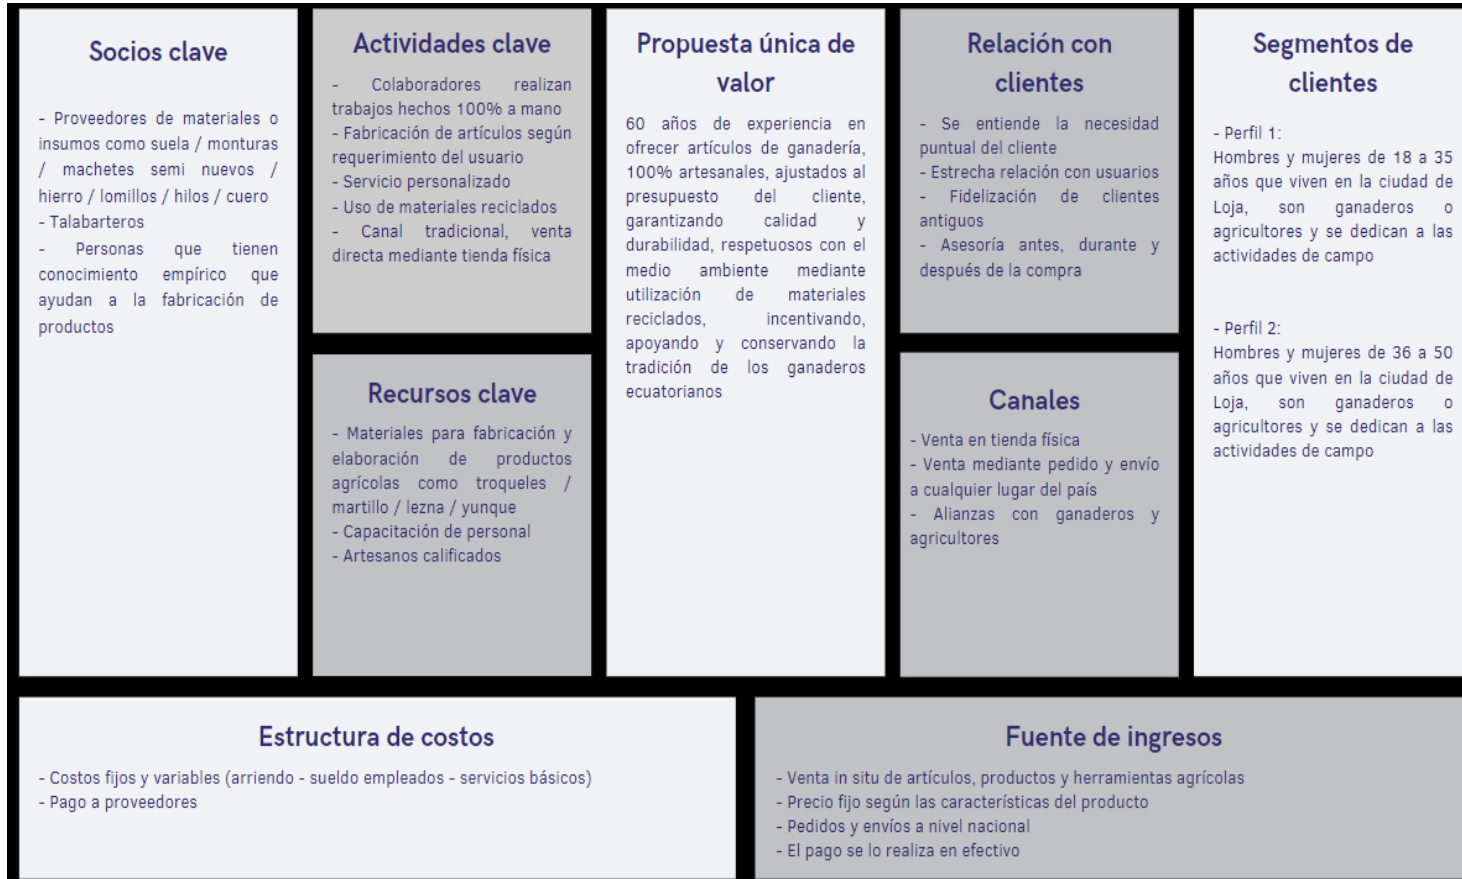 Socios clave
- Proveedores de materiales o
insumos como suela / monturas
/ machetes semi nuevos /
hierro / lomillos / hilos / cuero
- Talabarteros
- Personas que tienen
conocimiento empírico que
ayudan a la fabricación de
productos
Actividades clave
- Colaboradores realizan
trabajos hechos 100% a mano
- Fabricación de artículos según
requerimiento del usuario
- Servicio personalizado
- Uso de materiales reciclados
- Canal tradicional, venta
directa mediante tienda física
Recursos clave
- Materiales para fabricación y
elaboración de productos
agrícolas como troqueles /
martillo / lezna / yunque
- Capacitación de personal
- Artesanos calificados
Propuesta única de
valor
60 años de experiencia en
ofrecer artículos de ganadería,
100% artesanales, ajustados al
presupuesto del cliente,
garantizando calidad y
durabilidad, respetuosos con el
medio ambiente mediante
utilización de materiales
reciclados, incentivando,
apoyando y conservando la
tradición de los ganaderos
ecuatorianos
Relación con
clientes
- Se entiende la necesidad
puntual del cliente
- Estrecha relación con usuarios
- Fidelización de clientes
antiguos
- Asesoría antes, durante y
después de la compra
Canales
- Venta en tienda física
- Venta mediante pedido y envío
a cualquier lugar del país
- Alianzas con ganaderos y
agricultores
Segmentos de
clientes
- Perfil 1:
Hombres y mujeres de 18 a 35
años que viven en la ciudad de
Loja, son ganaderos o
agricultores y se dedican a las
actividades de campo
- Perfil 2:
Hombres y mujeres de 36 a 50
años que viven en la ciudad de
Loja, son ganaderos o
agricultores y se dedican a las
actividades de campo
Estructura de costos
- Costos fijos y variables (arriendo - sueldo empleados - servicios básicos)
- Pago a proveedores
Fuente de ingresos
- Venta in situ de artículos, productos y herramientas agrícolas
- Precio fijo según las características del producto
- Pedidos y envíos a nivel nacional
- El pago se lo realiza en efectivo